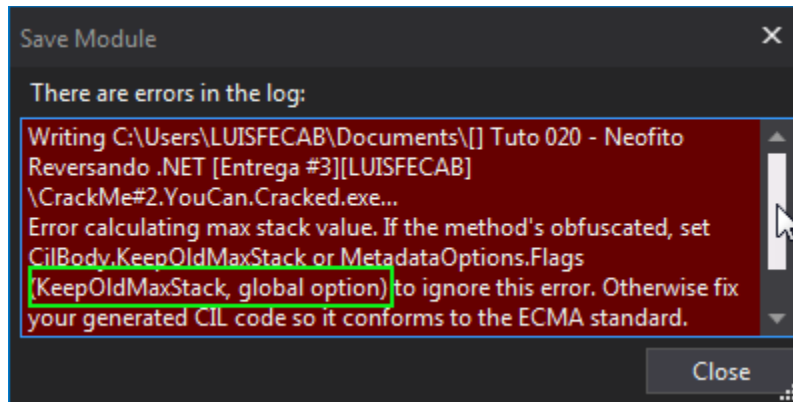 Save Module
There are errors in the log:
Writing C:\Users\LUISFECAB\Documents\[] Tuto 020 - Neofito
Reversando .NET [Entrega #3][LUISFECAB]
\CrackMe#2.YouCan.Cracked.exe...
Error calculating max stack value. If the method's obfuscated, set
CilBody.KeepOldMaxStack or MetadataOptions.Flags
(KeepOldMaxStack, global option) to ignore this error. Otherwise fix
your generated CIL code so it conforms to the ECMA standard.
Close